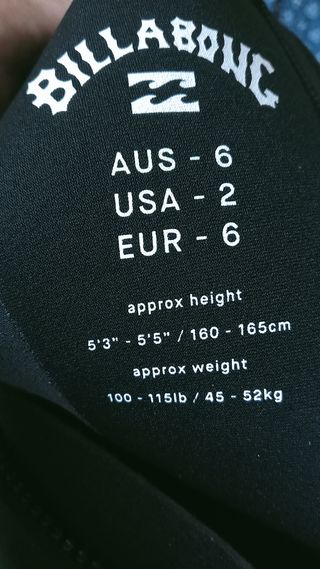 BILLABONG
AUS - 6
USA - 2
EUR - 6
approx height
5'3" - 5'5" / 160 - 165cm
approx weight
100 - 115lb / 45 - 52kg